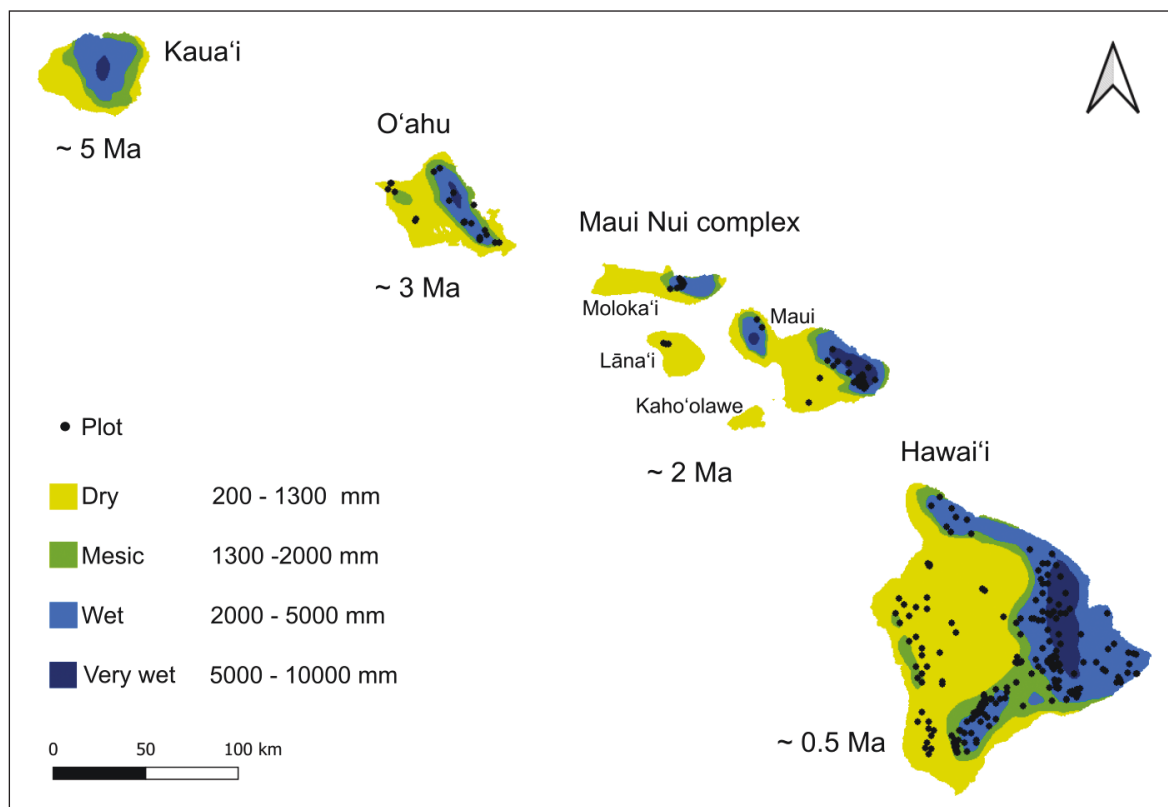 Kauaʻi
~ 5 Ma
Oʻahu
~ 3 Ma
Maui Nui complex
Molokaʻi
Maui
Lānaʻi
Kahoʻolawe
~ 2 Ma
Hawaiʻi
~ 0.5 Ma
Plot
Dry 200 - 1300 mm
Mesic 1300 -2000 mm
Wet 2000 - 5000 mm
Very wet 5000 - 10000 mm
0 50 100 km